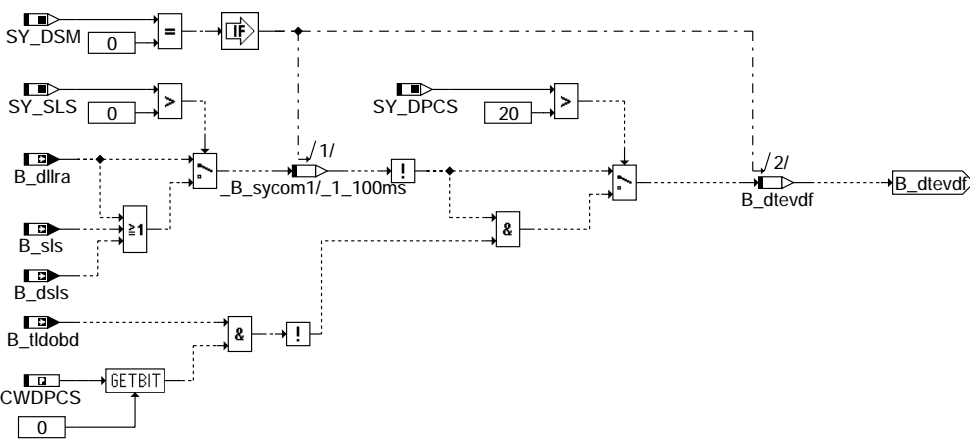 SY_DSM
0
=
IF
SY_SLS
0
>
SY_DPCS
20
>
/1/
/2/
B_dllra
_B_sycom1/_1_100ms
!
B_dtevdf
B_dtevdf
B_sls
≧1
&
B_dsls
B_tldobd
&
!
CWDPCS
GETBIT
0